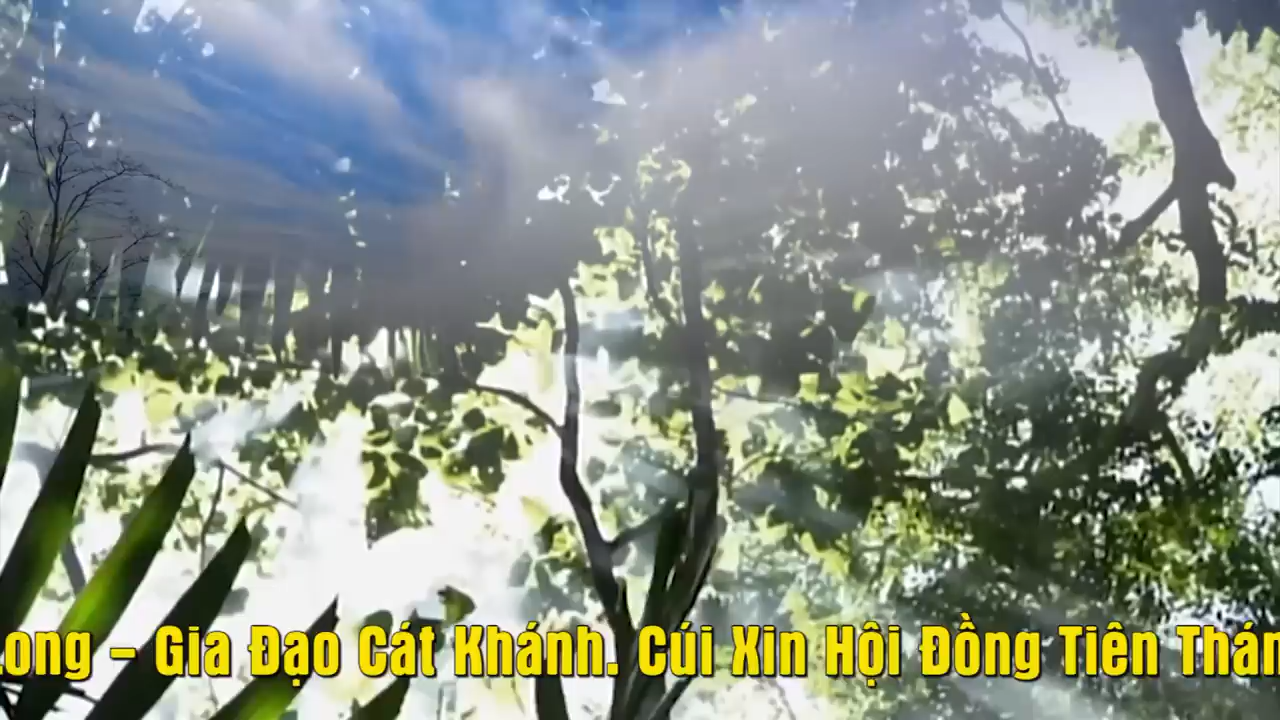 Long – Gia Đạo Cát Khánh. Cúi Xin Hội Đồng Tiên Thán